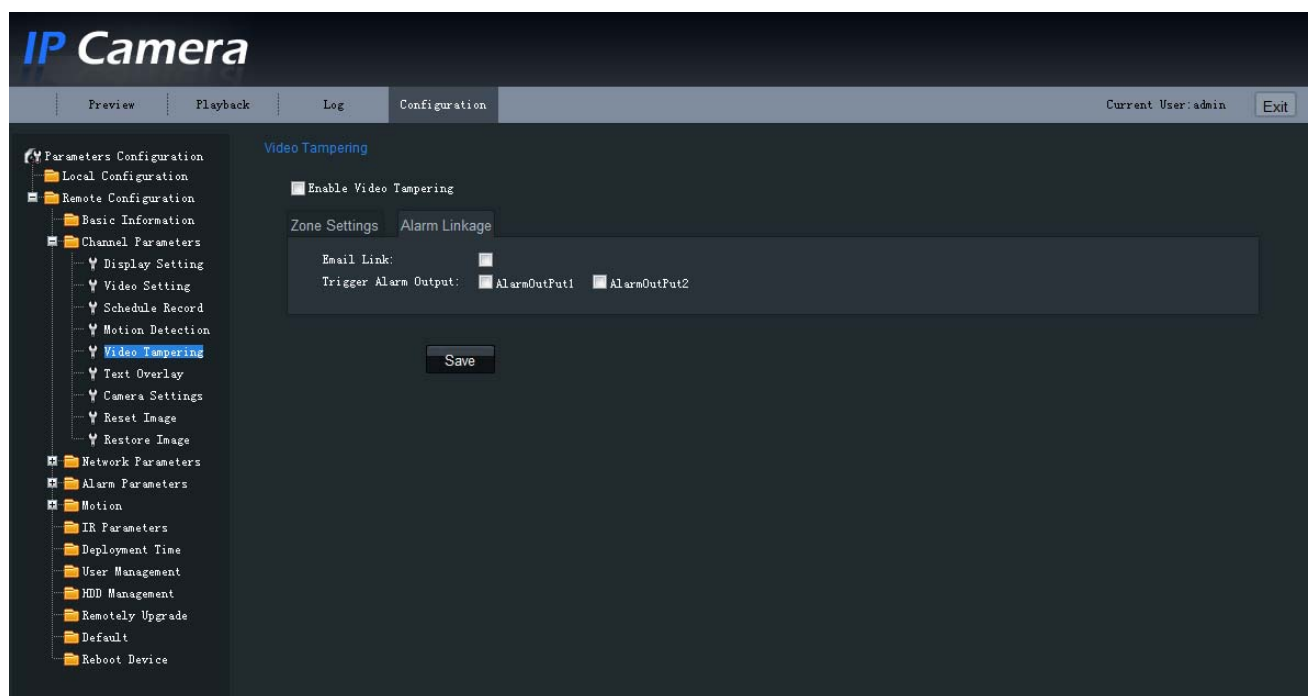 IP Camera
Preview Playback Log Configuration Current User:admin Exit
Parameters Configuration
Local Configuration
Remote Configuration
Basic Information
Channel Parameters
Display Setting
Video Setting
Schedule Record
Motion Detection
Video Tampering
Text Overlay
Camera Settings
Reset Image
Restore Image
Network Parameters
Alarm Parameters
Motion
IR Parameters
Deployment Time
User Management
HDD Management
Remotely Upgrade
Default
Reboot Device
Video Tampering
Enable Video Tampering
Zone Settings Alarm Linkage
Email Link:
Trigger Alarm Output: AlarmOutPut1 AlarmOutPut2
Save